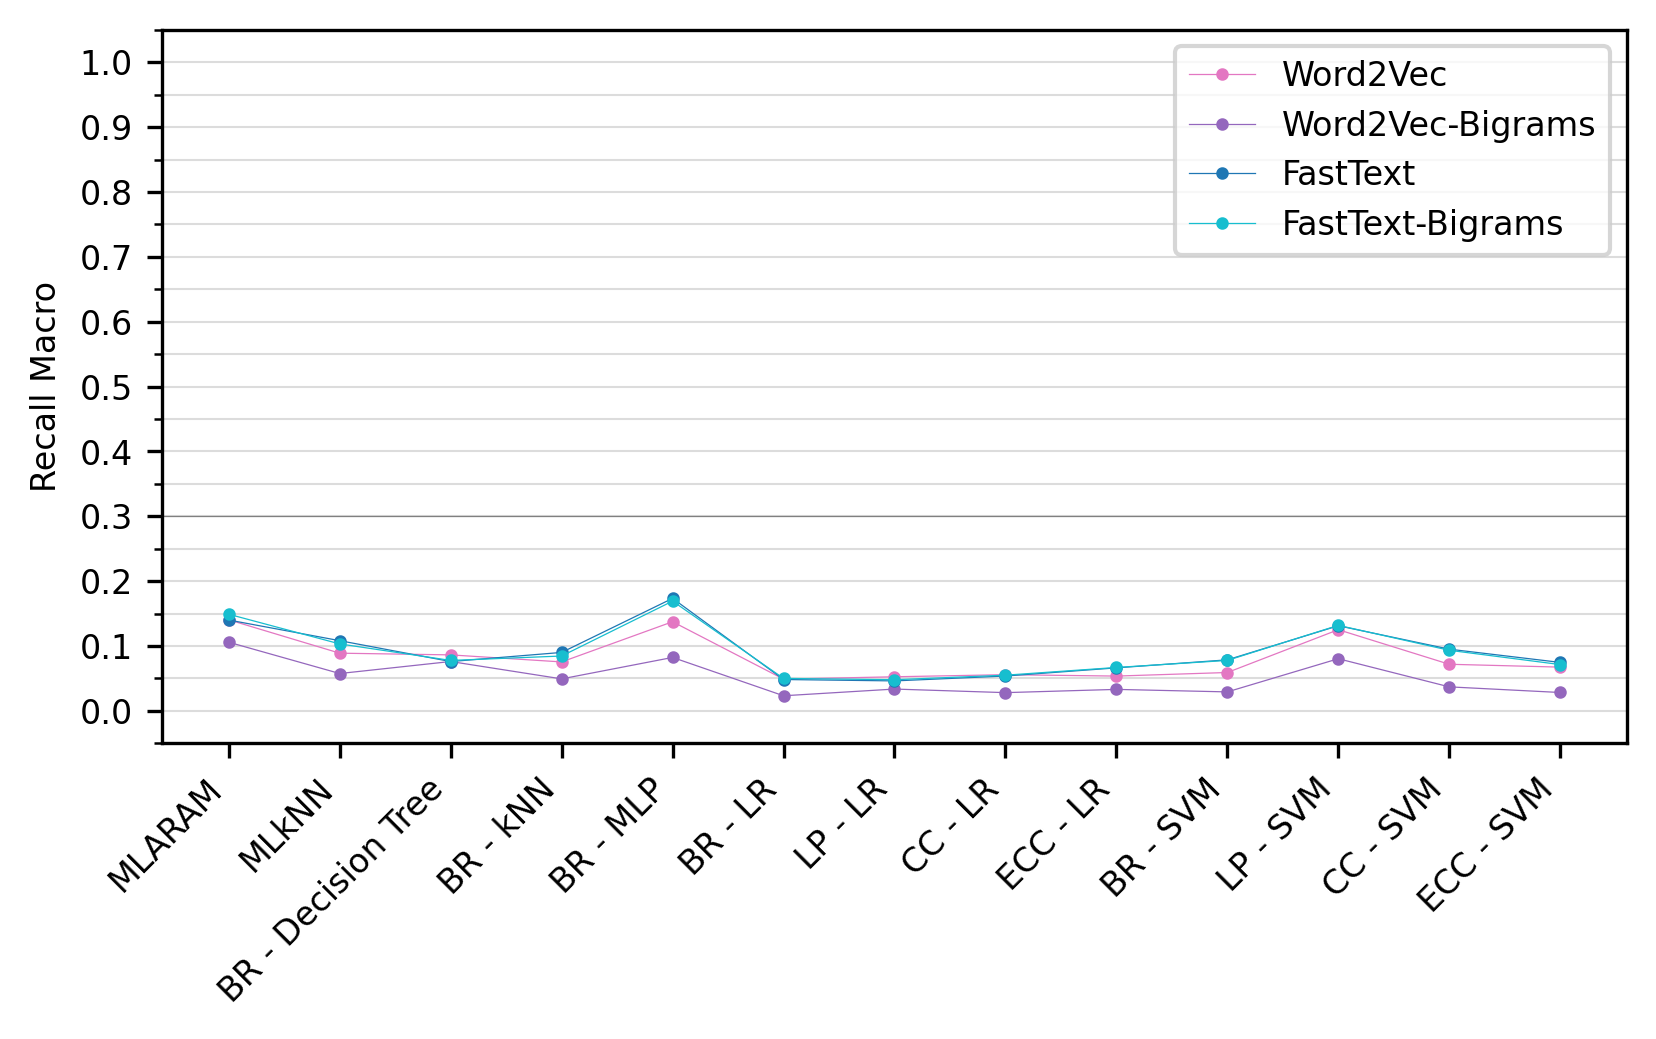 Recall Macro
1.0
0.9
0.8
0.7
0.6
0.5
0.4
0.3
0.2
0.1
0.0
Word2Vec
Word2Vec-Bigrams
FastText
FastText-Bigrams
MLARAM
MLkNN
BR - Decision Tree
BR - kNN
BR - MLP
BR - LR
LP - LR
CC - LR
ECC - LR
BR - SVM
LP - SVM
CC - SVM
ECC - SVM